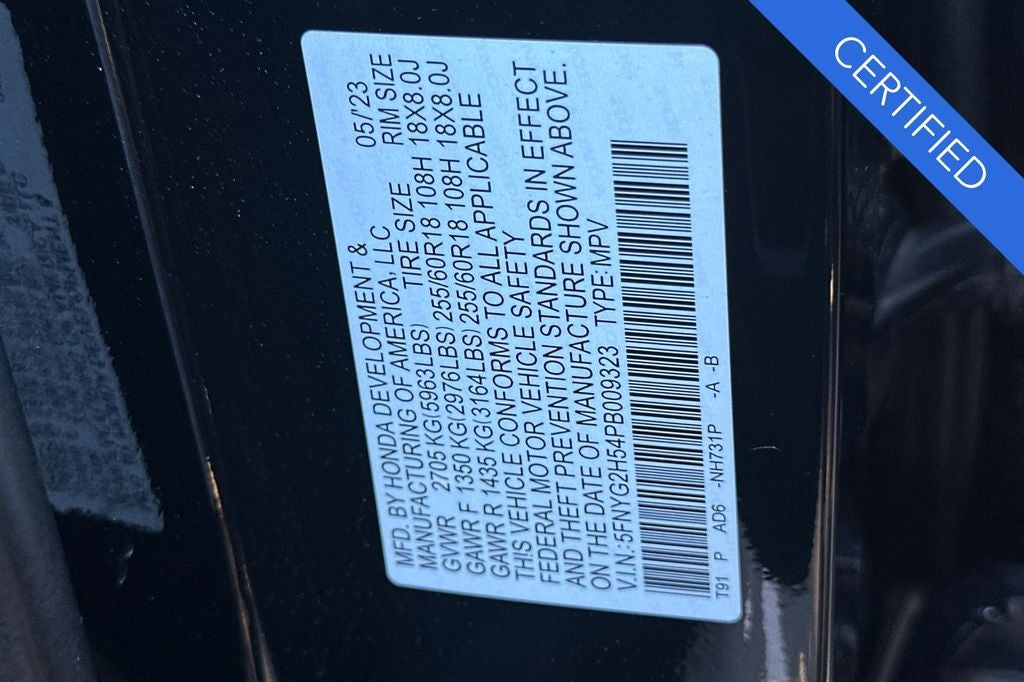 MFD. BY HONDA DEVELOPMENT &
MANUFACTURING OF AMERICA, LLC 05/'23
GVWR 2705 KG(5963LBS) TIRE SIZE RIM SIZE
GAWR F 1350 KG(2976LBS) 255/60R18 108H 18X8.0J
GAWR R 1435 KG(3164LBS) 255/60R18 108H 18X8.0J
THIS VEHICLE CONFORMS TO ALL APPLICABLE
FEDERAL MOTOR VEHICLE SAFETY
AND THEFT PREVENTION STANDARDS IN EFFECT
ON THE DATE OF MANUFACTURE SHOWN ABOVE.
V.I.N.:5FNYG2H54PB009323 TYPE:MPV
T91 P AD6 -NH731P -A -B
CERTIFIED